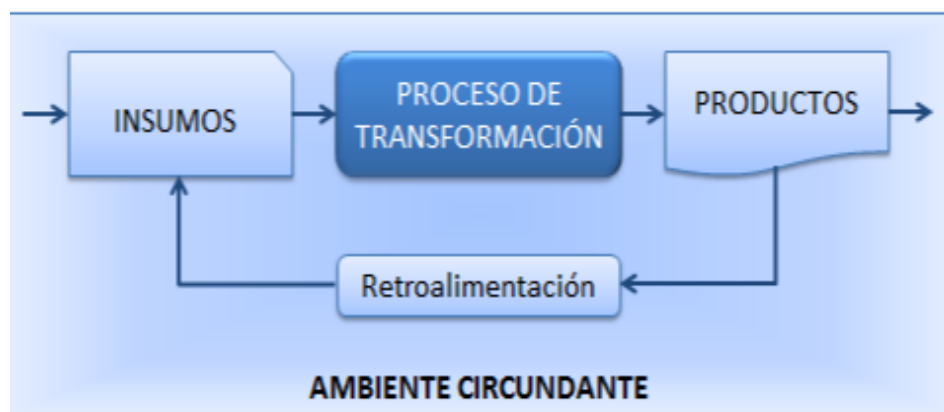 INSUMOS
PROCESO DE
TRANSFORMACIÓN
PRODUCTOS
Retroalimentación
AMBIENTE CIRCUNDANTE